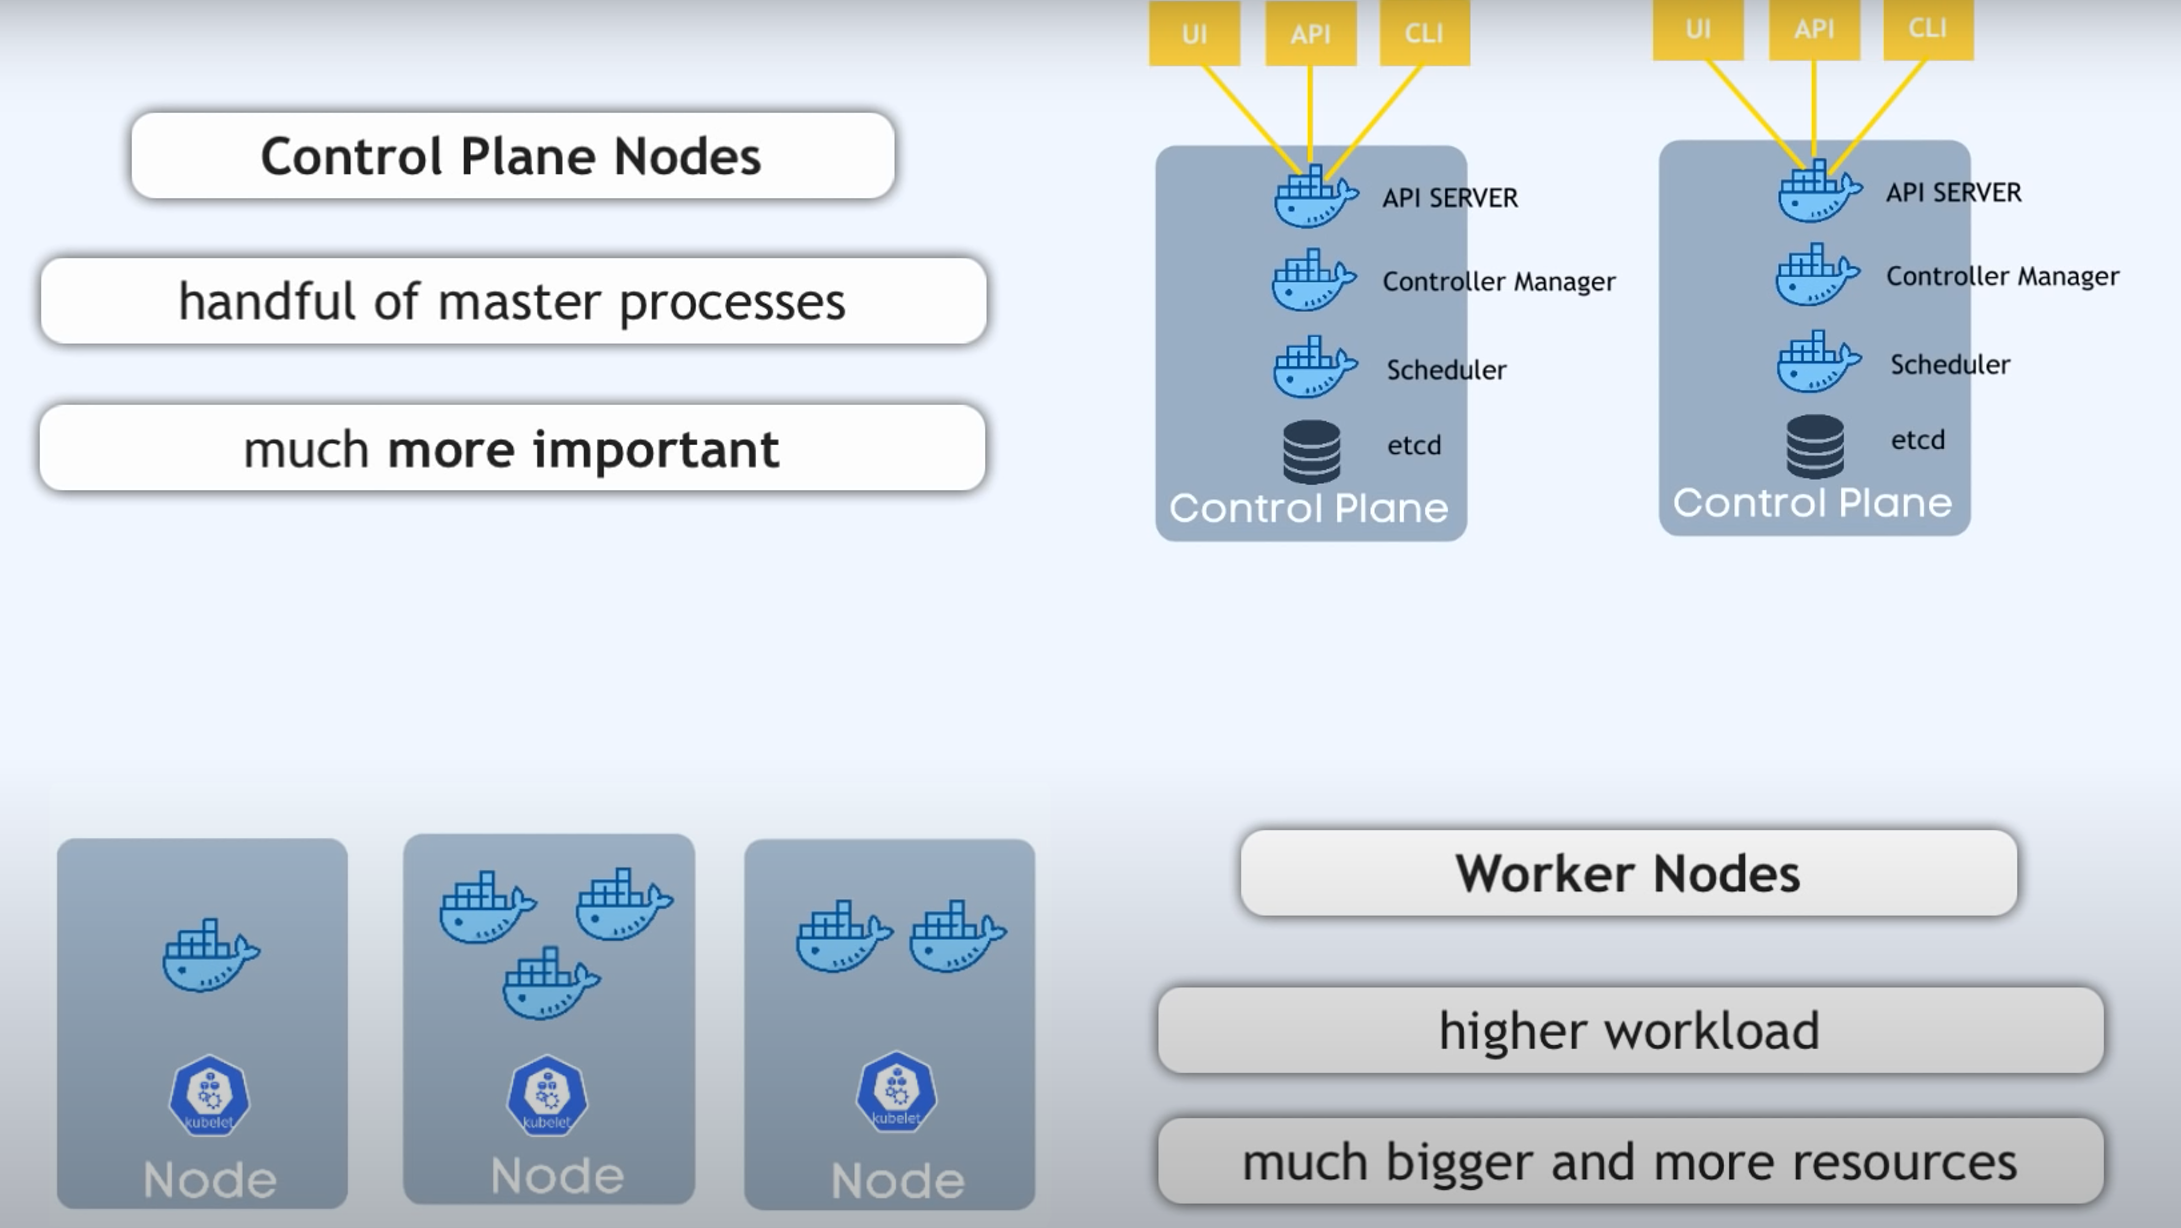 UI API CLI
UI API CLI
Control Plane Nodes
handful of master processes
much more important
API SERVER
Controller Manager
Scheduler
etcd
Control Plane
API SERVER
Controller Manager
Scheduler
etcd
Control Plane
kubelet
Node
kubelet
Node
kubelet
Node
Worker Nodes
higher workload
much bigger and more resources